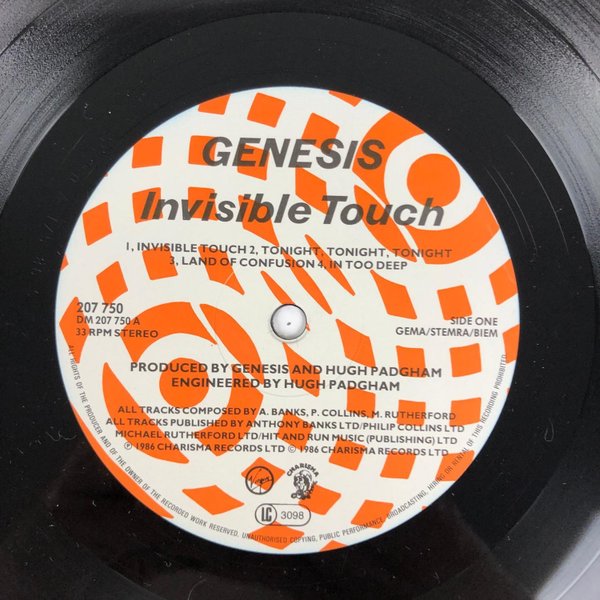 GENESIS
Invisible Touch
1, INVISIBLE TOUCH 2, TONIGHT, TONIGHT, TONIGHT
3, LAND OF CONFUSION 4, IN TOO DEEP
207 750
DM 207 750 A
33 RPM STEREO
SIDE ONE
GEMA/STEMRA/BIEM
PRODUCED BY GENESIS AND HUGH PADGHAM
ENGINEERED BY HUGH PADGHAM
ALL TRACKS COMPOSED BY A. BANKS, P. COLLINS, M. RUTHERFORD
ALL TRACKS PUBLISHED BY ANTHONY BANKS LTD/PHILIP COLLINS LTD
MICHAEL RUTHERFORD LTD/HIT AND RUN MUSIC (PUBLISHING) LTD
℗ 1986 CHARISMA RECORDS LTD © 1986 CHARISMA RECORDS LTD
Virgin
CHARISMA
LC 3098
ALL RIGHTS OF THE PRODUCER AND OF THE OWNER OF THE RECORDED WORK RESERVED. UNAUTHORISED COPYING, PUBLIC PERFORMANCE, BROADCASTING, HIRING OR RENTAL OF THIS RECORDING PROHIBITED